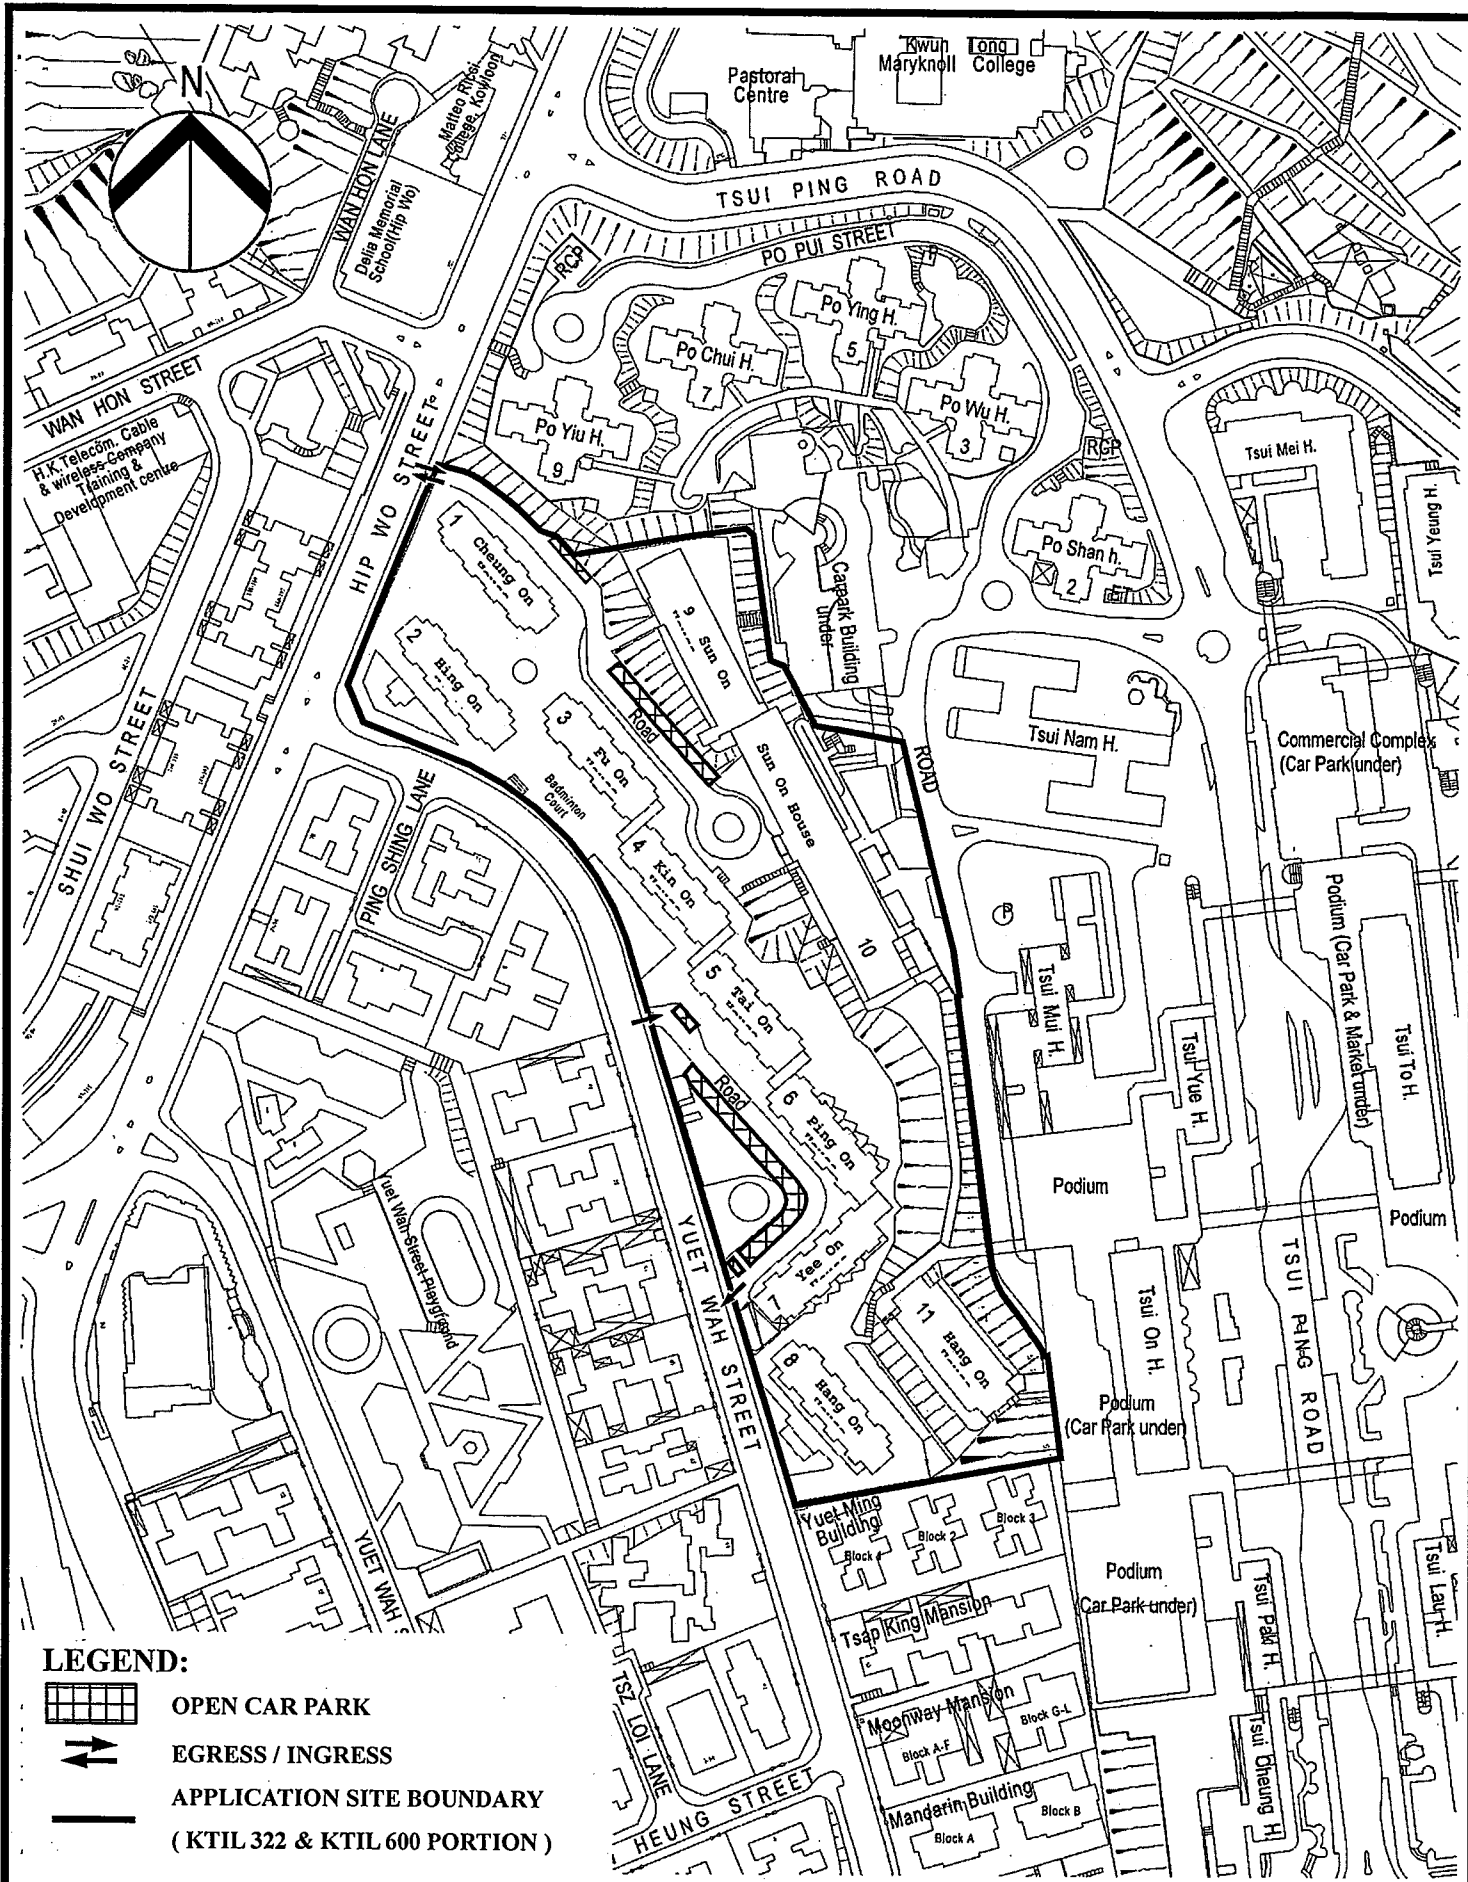 N
Kwun Tong
Maryknoll College
Pastoral
Centre
Matteo Ricci
College, Kowloon
WAN HON LANE
Delia Memorial
School(Hip Wo)
TSUI PING ROAD
PO PUI STREET
RCP
Po Ying H.
5
Po Chui H.
7
Po Wu H.
3
Po Yiu H.
9
RCP
Tsui Mei H.
Tsui Yeung H.
WAN HON STREET
H.K. Telecom. Cable
& wireless Company
Training &
Development centre
HIP WO STREET
Po Shan h.
2
Carpark Building
under
1
Cheung On
2
Hing On
3
Fu On
4
Kin On
5
Tai On
6
Ping On
7
Yee On
8
Hang On
9
Sun On
Sun On House
10
11
Hang On
Road
Badminton
Court
Road
ROAD
Tsui Nam H.
Commercial Complex
(Car Park under)
SHUI WO STREET
PING SHING LANE
Tsui Mui H.
Tsui Yue H.
Podium (Car Park & Market under)
Tsui To H.
Podium
Podium
Yuet Wah Street Playground
YUET WAH STREET
TSUI PING ROAD
Tsui On H.
Podium
(Car Park under)
Yuet Ming
Building
Block 1
Block 2
Block 3
Podium
(Car Park under)
Tsui Pak H.
Tsui Lau H.
Tsap King Mansion
YUET WAH
TSZ LOI LANE
Moonway Mansion
Block G-L
Block A-F
Tsui Cheung H.
Mandarin Building
Block B
Block A
HEUNG STREET
LEGEND:
OPEN CAR PARK
EGRESS / INGRESS
APPLICATION SITE BOUNDARY
( KTIL 322 & KTIL 600 PORTION )